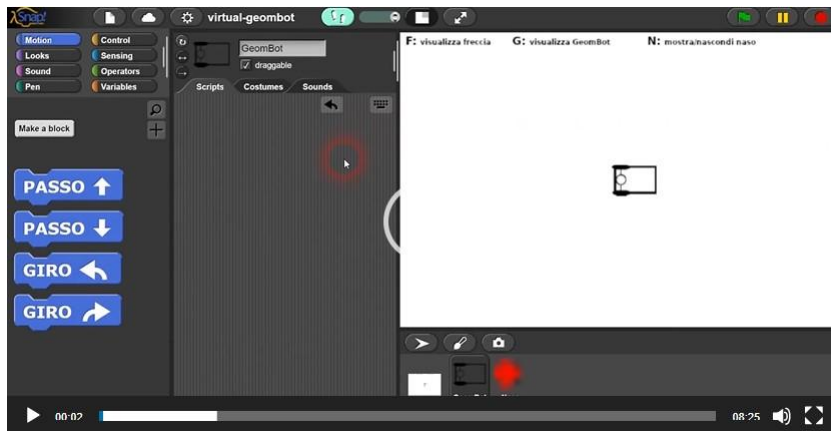 Snap!
virtual-geombot
Motion Control
Looks Sensing
Sound Operators
Pen Variables
Make a block
PASSO
PASSO
GIRO
GIRO
GeomBot
draggable
Scripts Costumes Sounds
F: visualizza freccia G: visualizza GeomBot N: mostra/nascondi naso
00:02 08:25